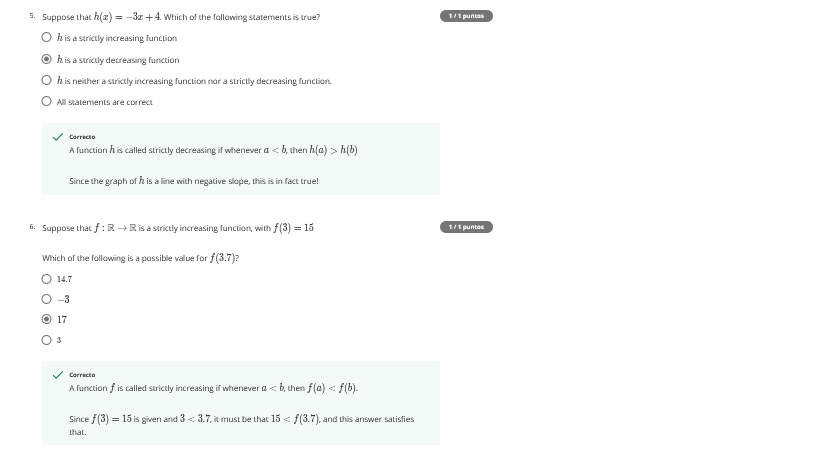 5. Suppose that h(x) = −3x + 4. Which of the following statements is true?
1 / 1 puntos
h is a strictly increasing function
h is a strictly decreasing function
h is neither a strictly increasing function nor a strictly decreasing function.
All statements are correct
Correcto
A function h is called strictly decreasing if whenever a < b, then h(a) > h(b)
Since the graph of h is a line with negative slope, this is in fact true!
6. Suppose that f : ℝ → ℝ is a strictly increasing function, with f(3) = 15
1 / 1 puntos
Which of the following is a possible value for f(3.7)?
14.7
−3
17
3
Correcto
A function f is called strictly increasing if whenever a < b, then f(a) < f(b).
Since f(3) = 15 is given and 3 < 3.7, it must be that 15 < f(3.7), and this answer satisfies
that.